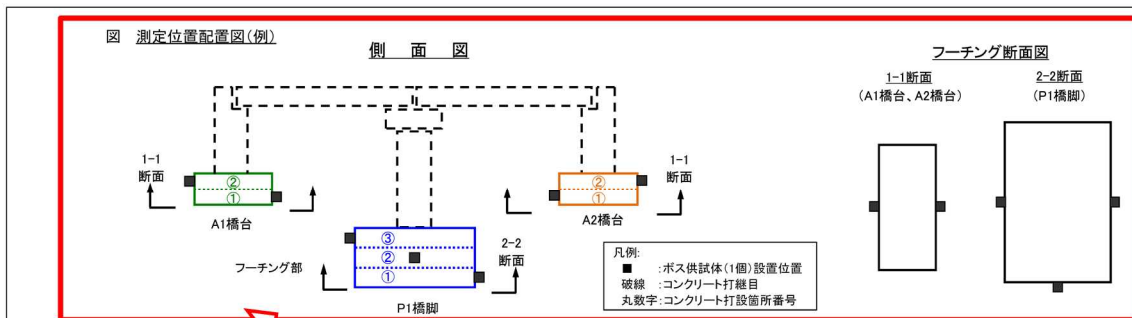 図 測定位置配置図(例)
側 面 図
フーチング断面図
1-1断面
(A1橋台、A2橋台)
2-2断面
(P1橋脚)
1-1
断面
②
①
A1橋台
②
①
A2橋台
1-1
断面
③
②
①
フーチング部
P1橋脚
2-2
断面
凡例:
■ :ボス供試体(1個)設置位置
破線 :コンクリート打継目
丸数字:コンクリート打設箇所番号